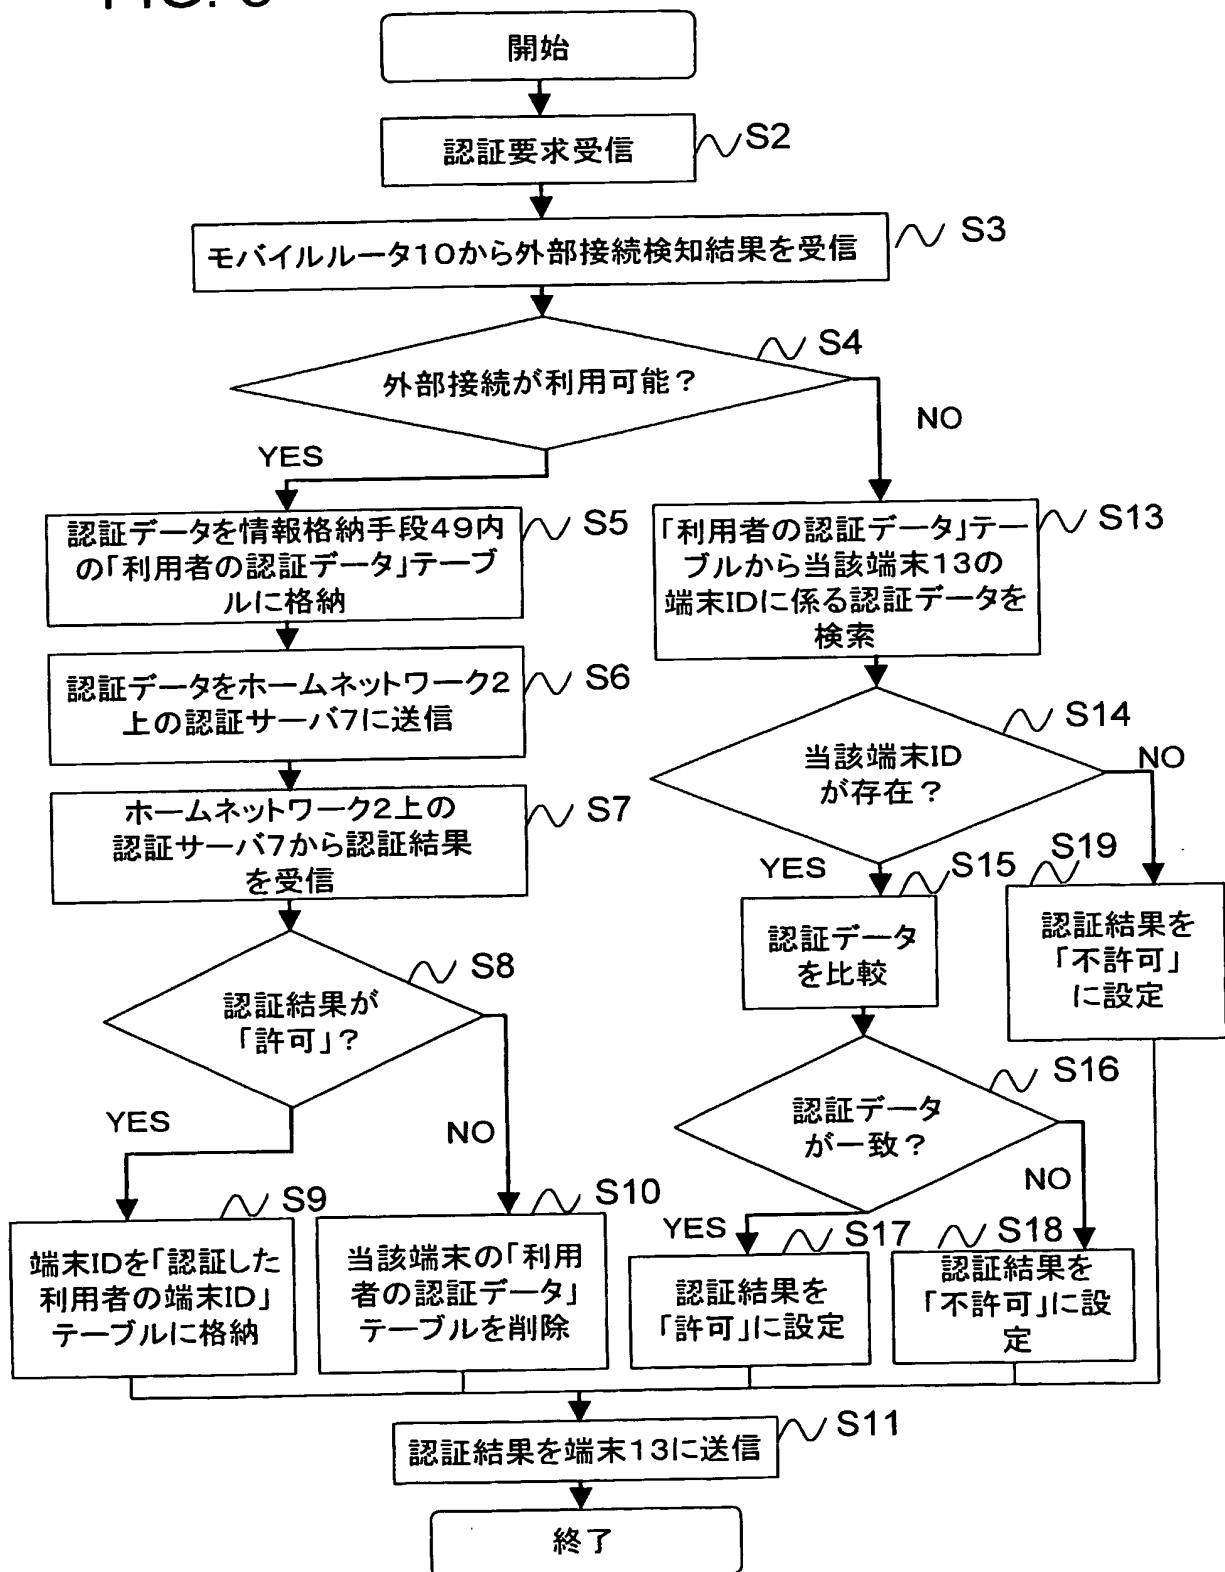 開始
認証要求受信
S2
モバイルルータ10から外部接続検知結果を受信
S3
外部接続が利用可能?
S4
YES
NO
認証データを情報格納手段49内
の「利用者の認証データ」テーブ
ルに格納
S5
認証データをホームネットワーク2
上の認証サーバ7に送信
S6
ホームネットワーク2上の
認証サーバ7から認証結果
を受信
S7
認証結果が
「許可」?
S8
YES
NO
端末IDを「認証した
利用者の端末ID」
テーブルに格納
S9
当該端末の「利用
者の認証データ」
テーブルを削除
S10
「利用者の認証データ」テー
ブルから当該端末13の
端末IDに係る認証データを
検索
S13
当該端末ID
が存在?
S14
YES
NO
認証データ
を比較
S15
認証結果を
「不許可」
に設定
S19
認証データ
が一致?
S16
YES
NO
認証結果を
「許可」に設定
S17
認証結果を
「不許可」に設
定
S18
認証結果を端末13に送信
S11
終了